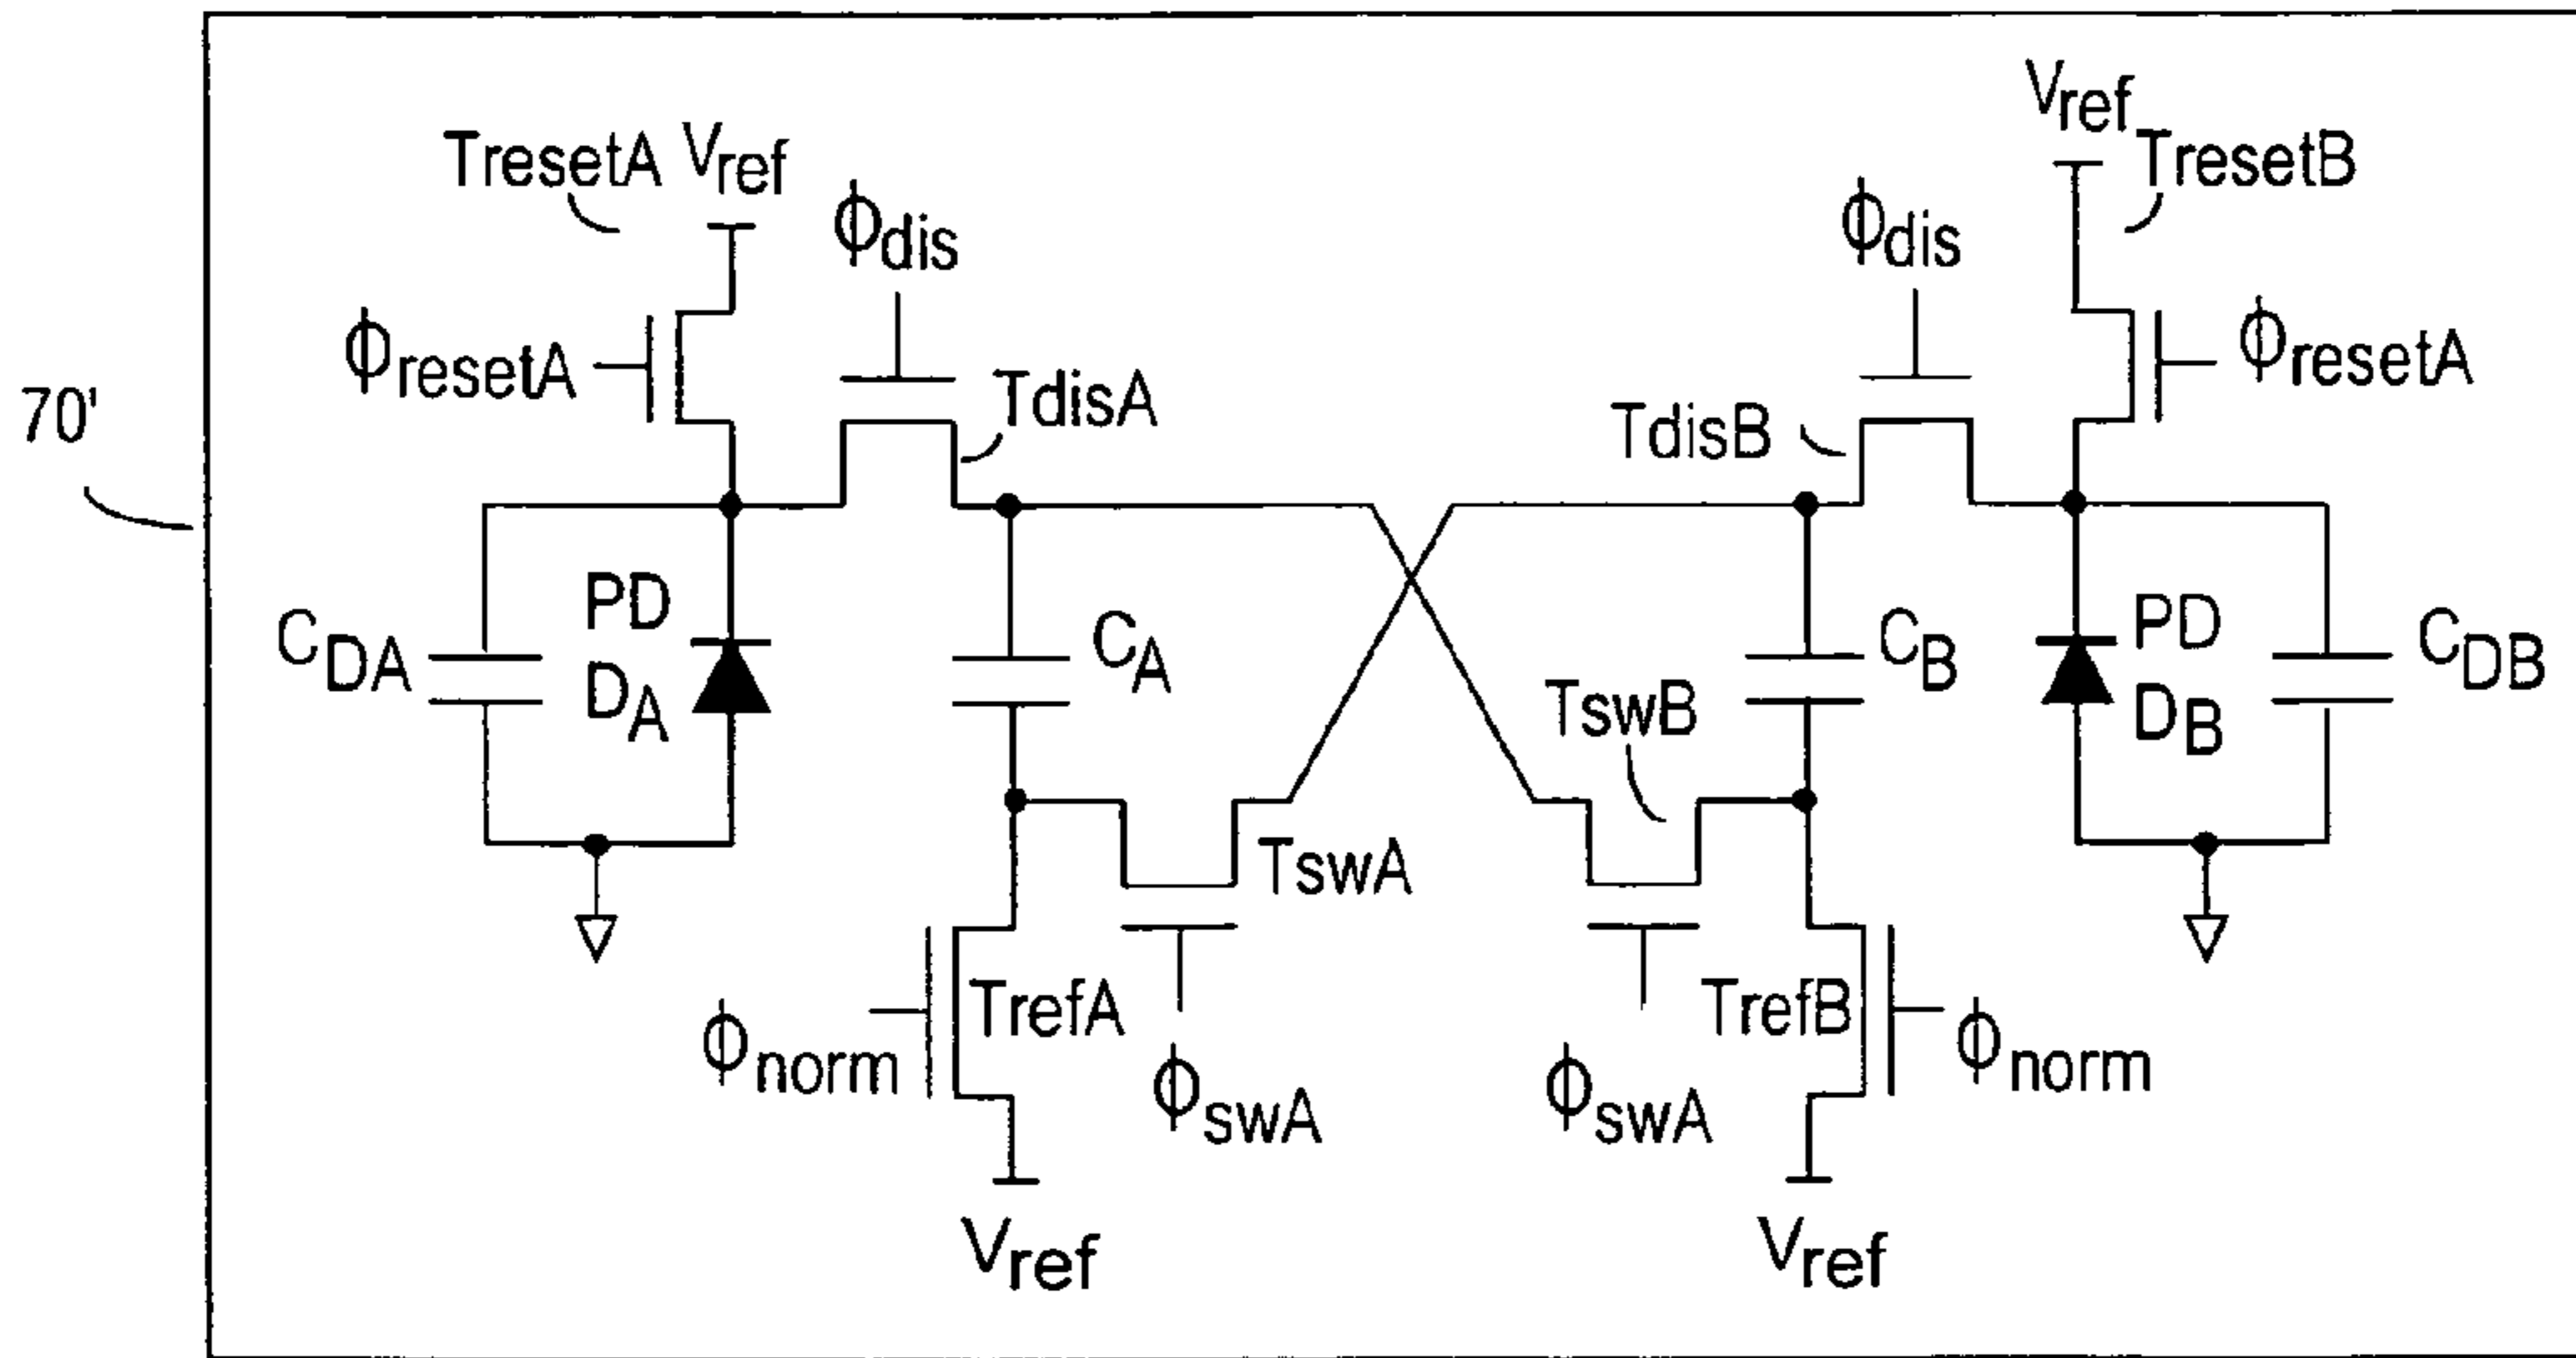 TresetA
Vref
ϕdis
ϕresetA
TdisA
Vref
TresetB
ϕdis
ϕresetA
TdisB
70'
CDA
PD
DA
CA
TswB
CB
PD
DB
CDB
TswA
TrefA
ϕnorm
ϕswA
TrefB
ϕswA
ϕnorm
Vref
Vref